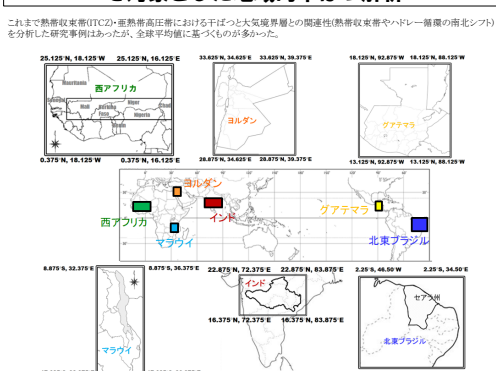 これまで熱帯収束帯(ITCZ)・亜熱帯高圧帯における干ばつと大気境界層との関連性(熱帯収束帯やハドレー循環の南北シフト)
を分析した研究事例はあったが、全球平均値に基づくものが多かった。
25.125°N, 18.125°W 25.125°N, 16.125°E
33.625°N, 34.625°E 33.625°N, 39.375°E
18.125°N, 92.875°W 18.125°N, 88.125°W
Mauritania
西アフリカ
Mali
Niger
Burkina
Faso
Nigeria
ヨルダン
グアテマラ
0.375°N, 18.125°W 0.375°N, 16.125°E
28.875°N, 34.625°E 28.875°N, 39.375°E
13.125°N, 92.875°W 13.125°N, 88.125°W
ヨルダン
西アフリカ
インド
グアテマラ
マラウイ
北東ブラジル
8.875°S, 32.375°E 8.875°S, 36.375°E
22.875°N, 72.375°E 22.875°N, 83.875°E
2.25°S, 46.50°W 2.25°S, 34.50°E
インド
セアラ州
16.375°N, 72.375°E 16.375°N, 83.875°E
マラウイ
北東ブラジル